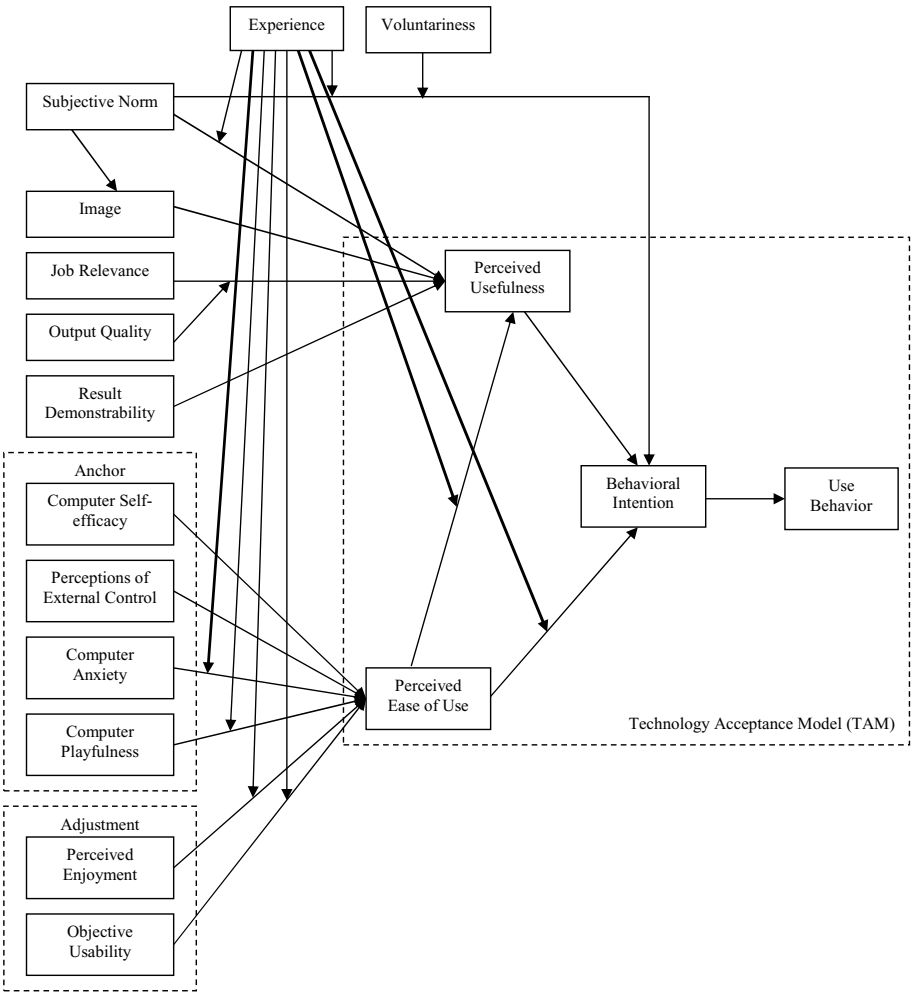 Experience
Voluntariness
Subjective Norm
Image
Job Relevance
Output Quality
Result
Demonstrability
Perceived
Usefulness
Anchor
Computer Self-
efficacy
Perceptions of
External Control
Computer
Anxiety
Computer
Playfulness
Behavioral
Intention
Use
Behavior
Perceived
Ease of Use
Technology Acceptance Model (TAM)
Adjustment
Perceived
Enjoyment
Objective
Usability